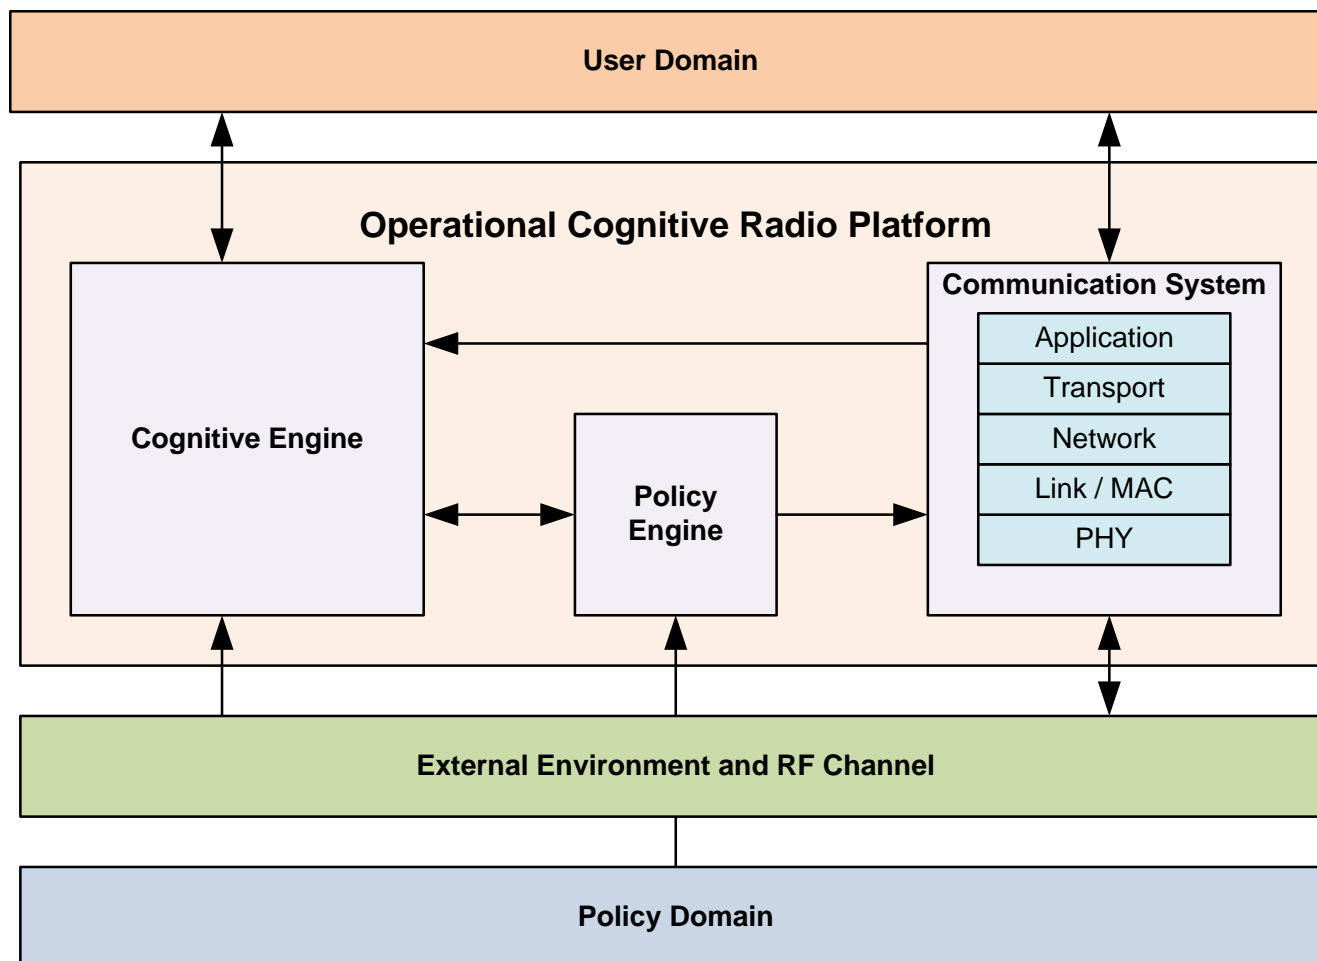 User Domain
Operational Cognitive Radio Platform
Communication System
Application
Transport
Network
Link / MAC
PHY
Cognitive Engine
Policy
Engine
External Environment and RF Channel
Policy Domain